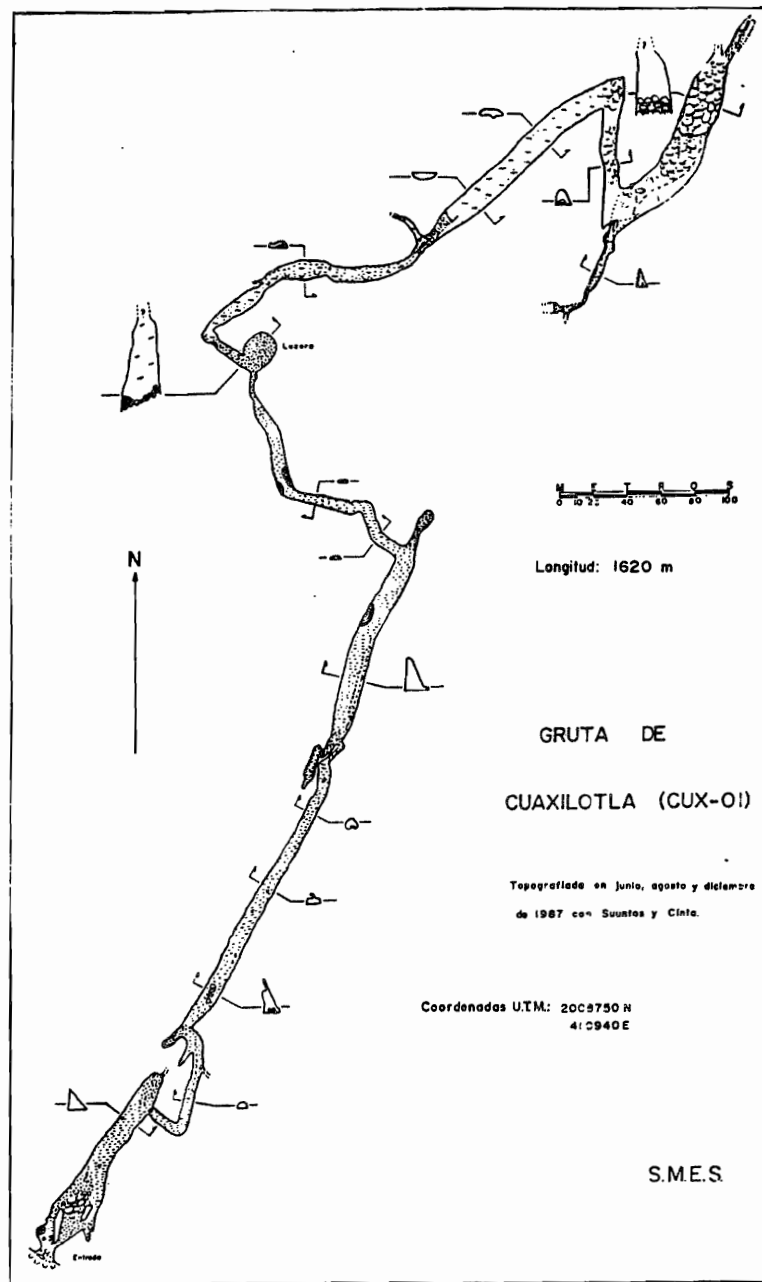 N
METROS
0 10 20 40 60 80 100
Longitud: 1620 m
GRUTA DE
CUAXILOTLA (CUX-01)
Topografiada en junio, agosto y diciembre
de 1987 con Suuntos y Cinta.
Coordenadas U.T.M.: N
S.M.E.S.
Entrada